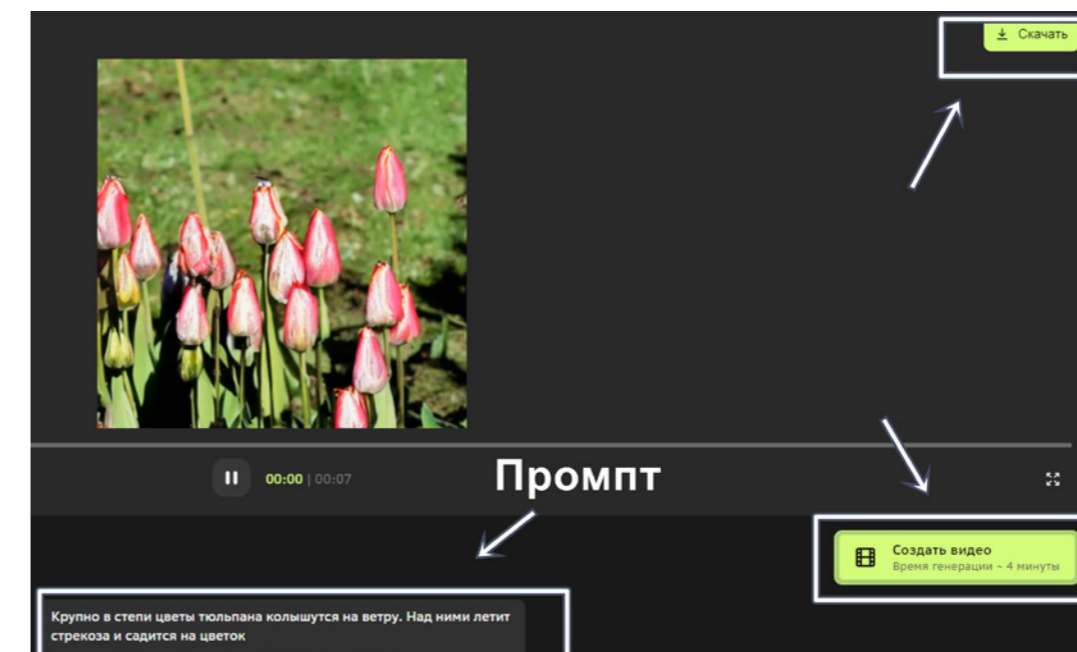 Скачать
00:00 | 00:07
Промпт
Создать видео
Время генерации ~ 4 минуты
Крупно в степи цветы тюльпана колышутся на ветру. Над ними летит
стрекоза и садится на цветок